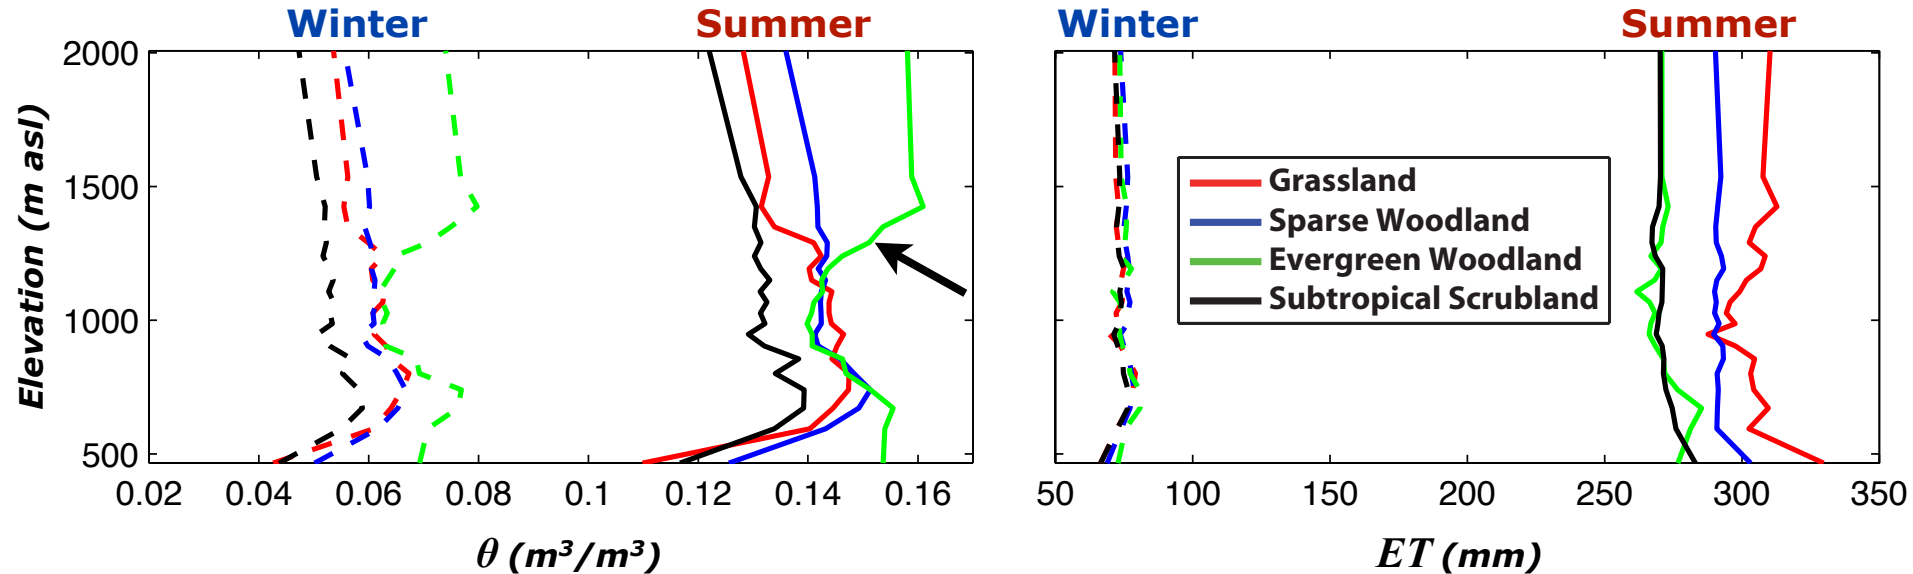 Winter
Summer
Winter
Summer
2000
1500
1000
500
Elevation (m asl)
0.02 0.04 0.06 0.08 0.1 0.12 0.14 0.16
θ (m³/m³)
Grassland
Sparse Woodland
Evergreen Woodland
Subtropical Scrubland
50 100 150 200 250 300 350
ET (mm)